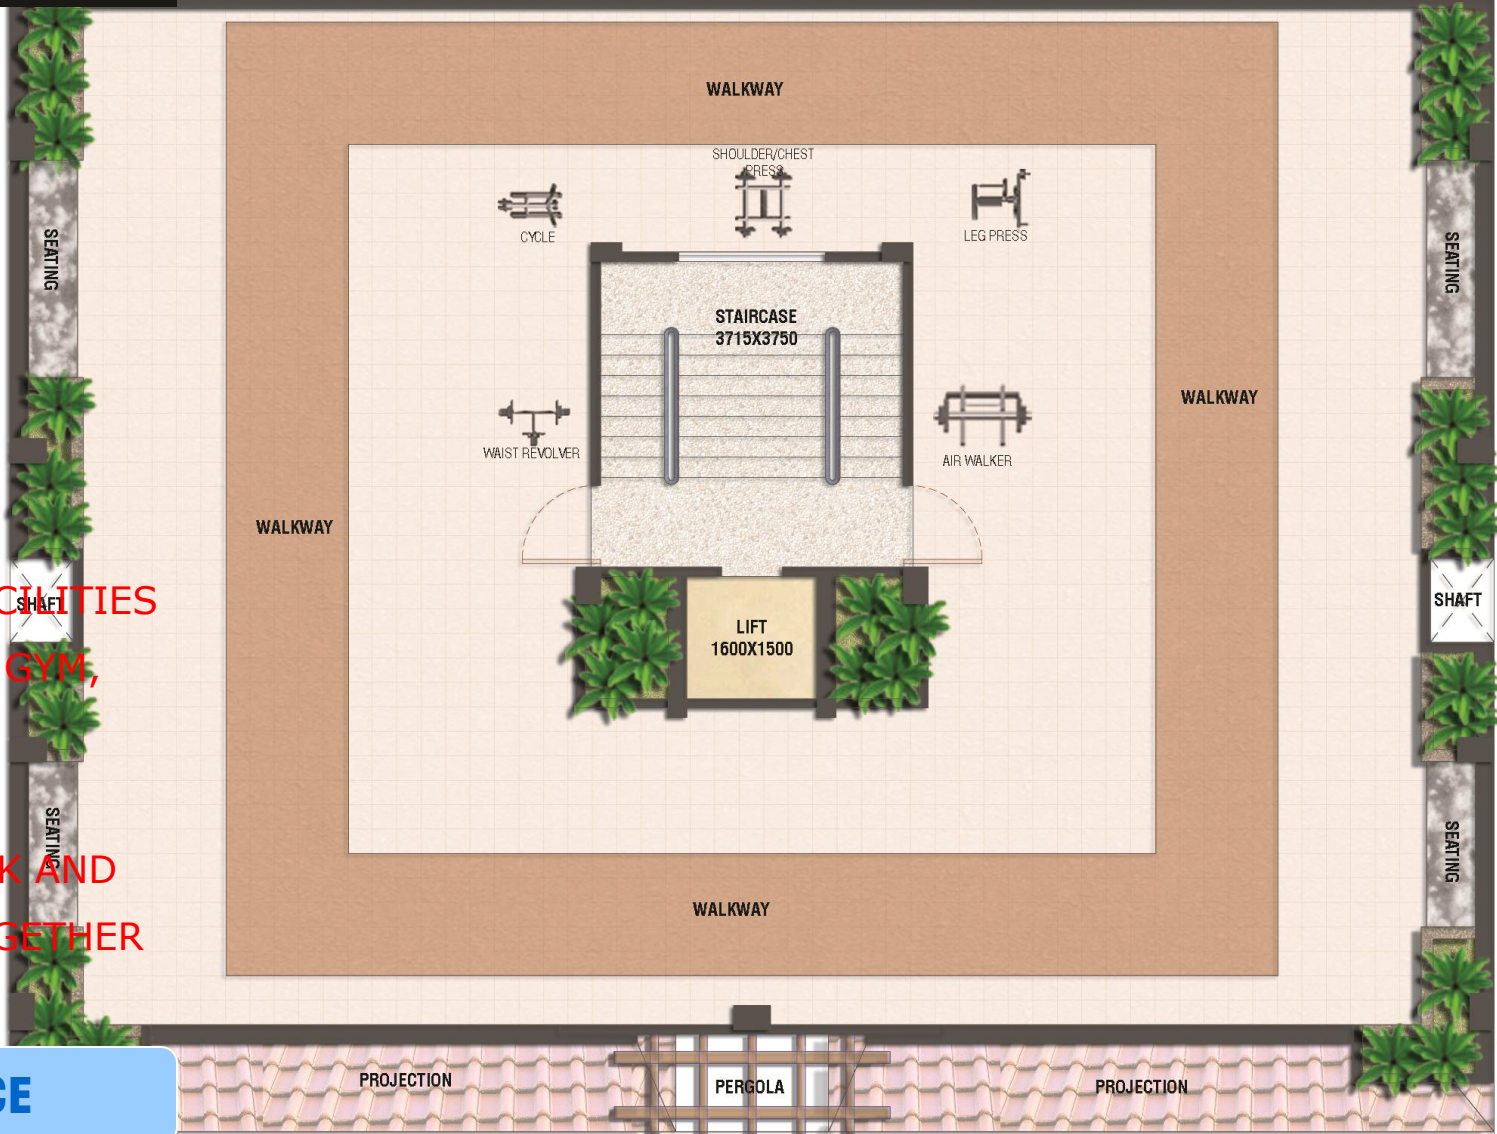 WALKWAY
SHOULDER/CHEST
PRESS
CYCLE
LEG PRESS
SEATING
SEATING
STAIRCASE
3715X3750
WALKWAY
WAIST REVOLVER
AIR WALKER
WALKWAY
CILITIES
SHAFT
SHAFT
LIFT
1600X1500
GYM,
SEATING
SEATING
K AND
WALKWAY
GETHER
PROJECTION
PERGOLA
PROJECTION
CE